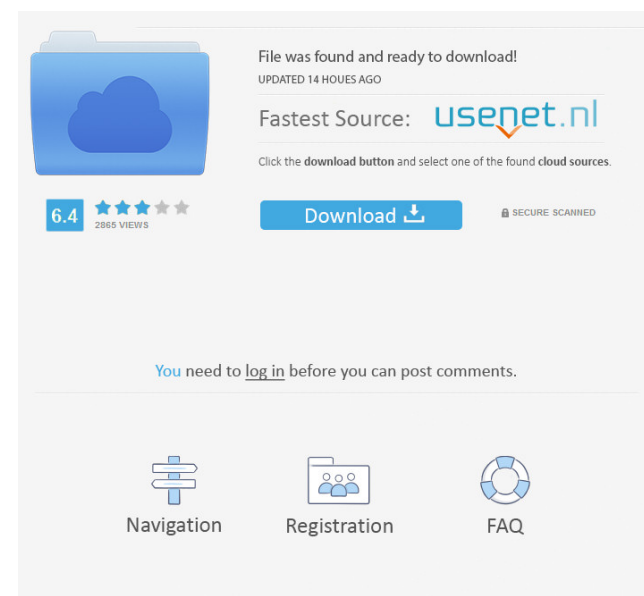 File was found and ready to download!
UPDATED 14 HOUES AGO
Fastest Source: usenet.nl
Click the download button and select one of the found cloud sources.
6.4
2865 VIEWS
Download
SECURE SCANNED
You need to log in before you can post comments.
Navigation
Registration
FAQ